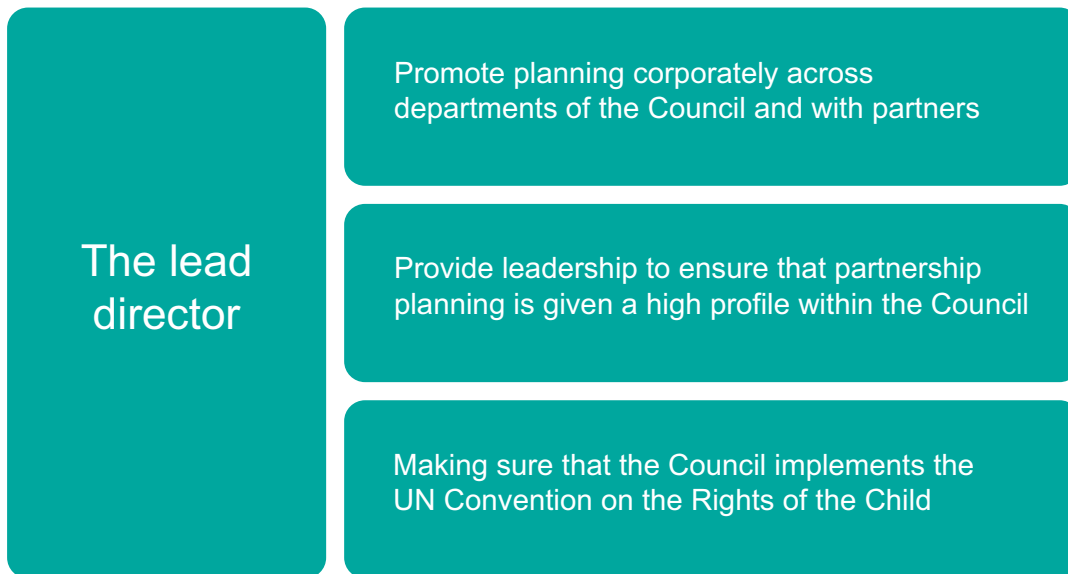 The lead
director
Promote planning corporately across
departments of the Council and with partners
Provide leadership to ensure that partnership
planning is given a high profile within the Council
Making sure that the Council implements the
UN Convention on the Rights of the Child